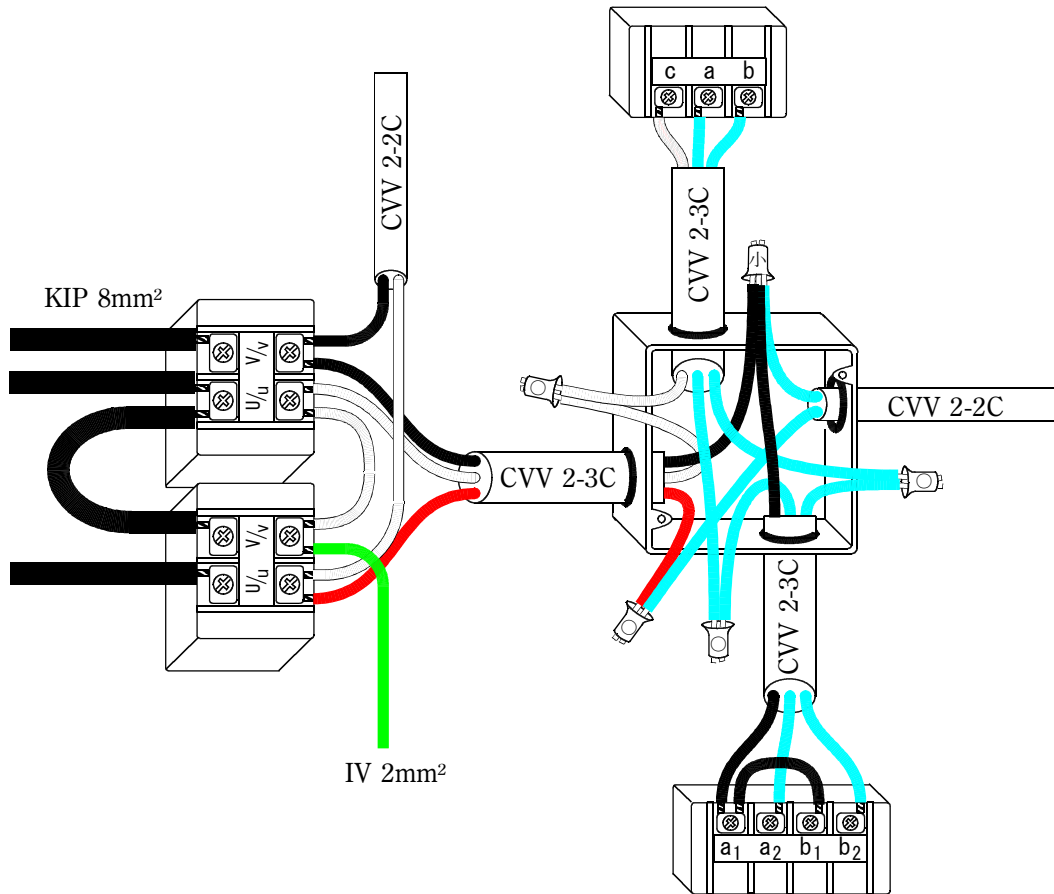 c a b
CVV 2-2C
CVV 2-3C
小
KIP 8mm²
V/v
U/u
CVV 2-2C
CVV 2-3C
V/v
U/u
CVV 2-3C
IV 2mm²
a₁ a₂ b₁ b₂